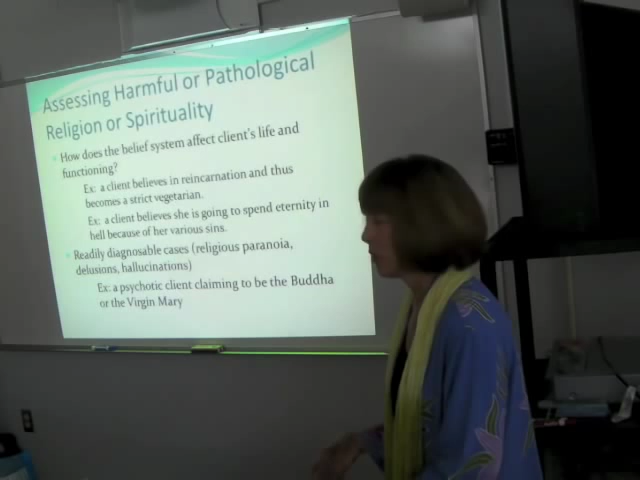 Assessing Harmful or Pathological
Religion or Spirituality
How does the belief system affect client's life and
functioning?
Ex: a client believes in reincarnation and thus
becomes a strict vegetarian.
Ex: a client believes she is going to spend eternity in
hell because of her various sins.
Readily diagnosable cases (religious paranoia,
delusions, hallucinations)
Ex: a psychotic client claiming to be the Buddha
or the Virgin Mary